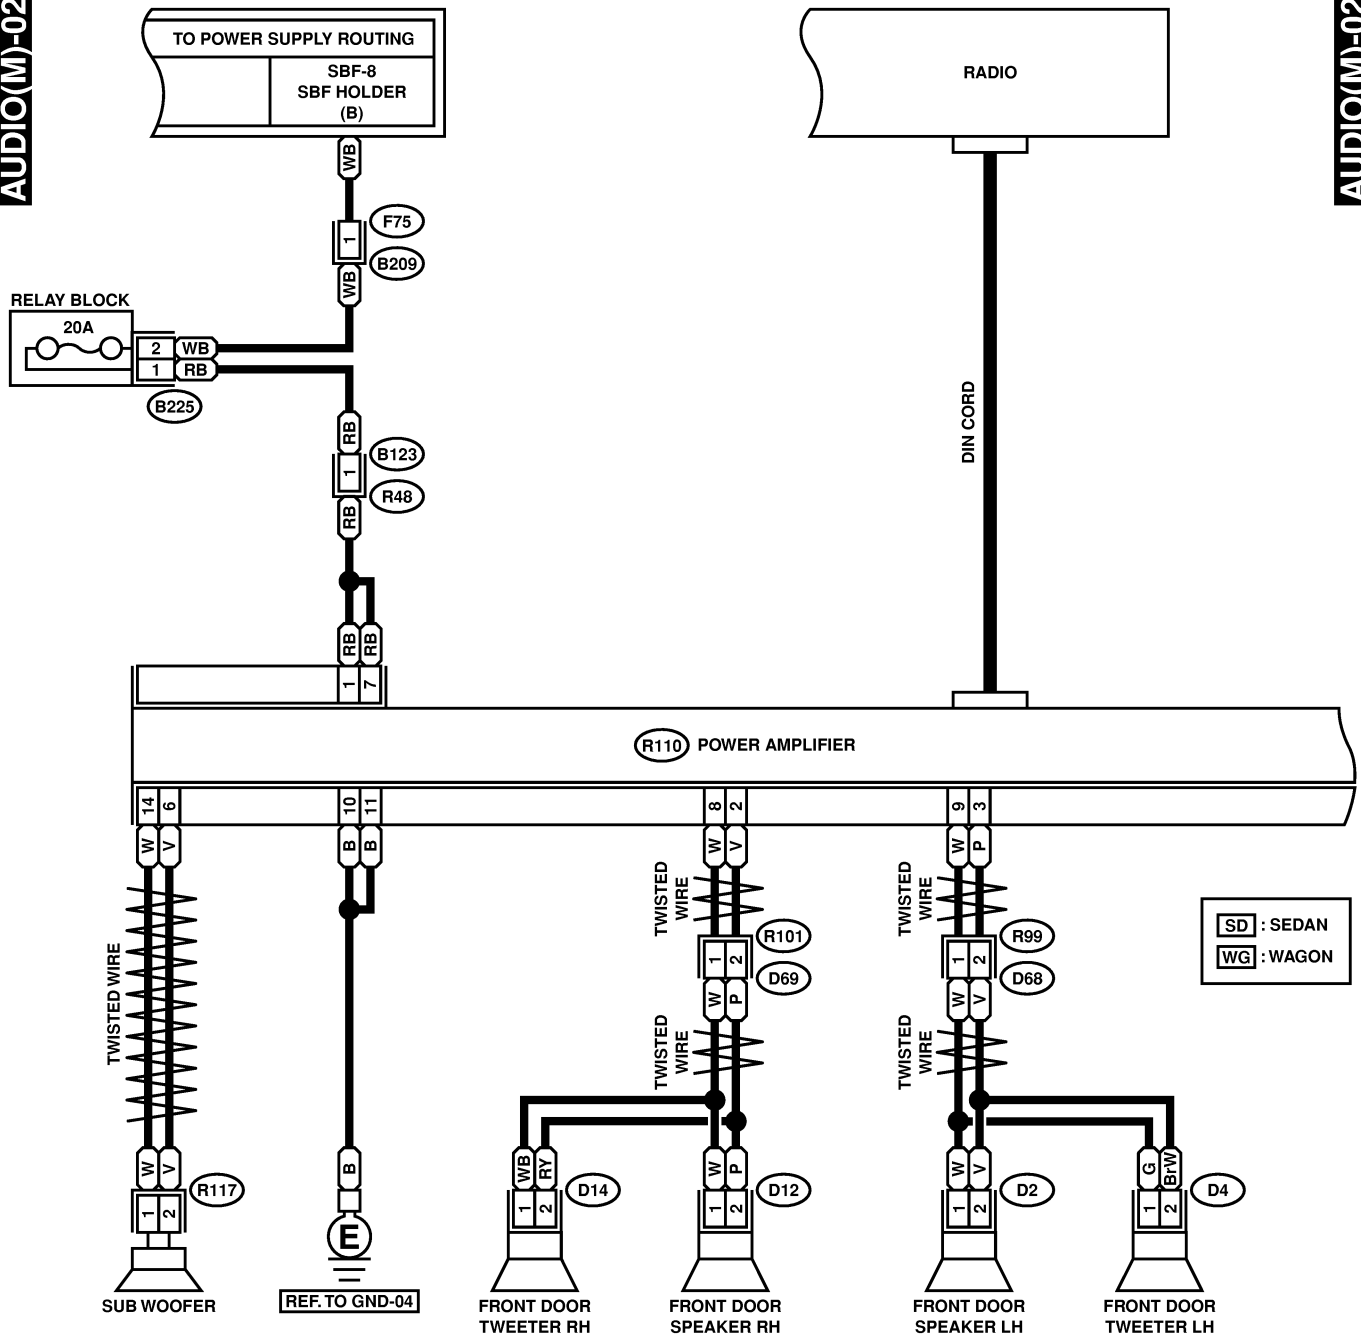 AUDIO(M)-02
AUDIO(M)-02
TO POWER SUPPLY ROUTING
SBF-8
SBF HOLDER
(B)
RADIO
WB
F75
1
B209
WB
RELAY BLOCK
20A
2 WB
1 RB
B225
DIN CORD
RB
B123
1
R48
RB
RB RB
1 7
R110 POWER AMPLIFIER
14 6 10 11 8 2 9 3
W V B B W V W P
TWISTED WIRE
TWISTED
WIRE
TWISTED
WIRE
SD : SEDAN
WG : WAGON
R101
R99
1 2 1 2
D69
D68
W P W V
TWISTED
WIRE
TWISTED
WIRE
W V B WB RY W P W V G BrW
R117 D14 D12 D2 D4
1 2 1 2 1 2 1 2 1 2
E
REF. TO GND-04
SUB WOOFER
FRONT DOOR
TWEETER RH
FRONT DOOR
SPEAKER RH
FRONT DOOR
SPEAKER LH
FRONT DOOR
TWEETER LH